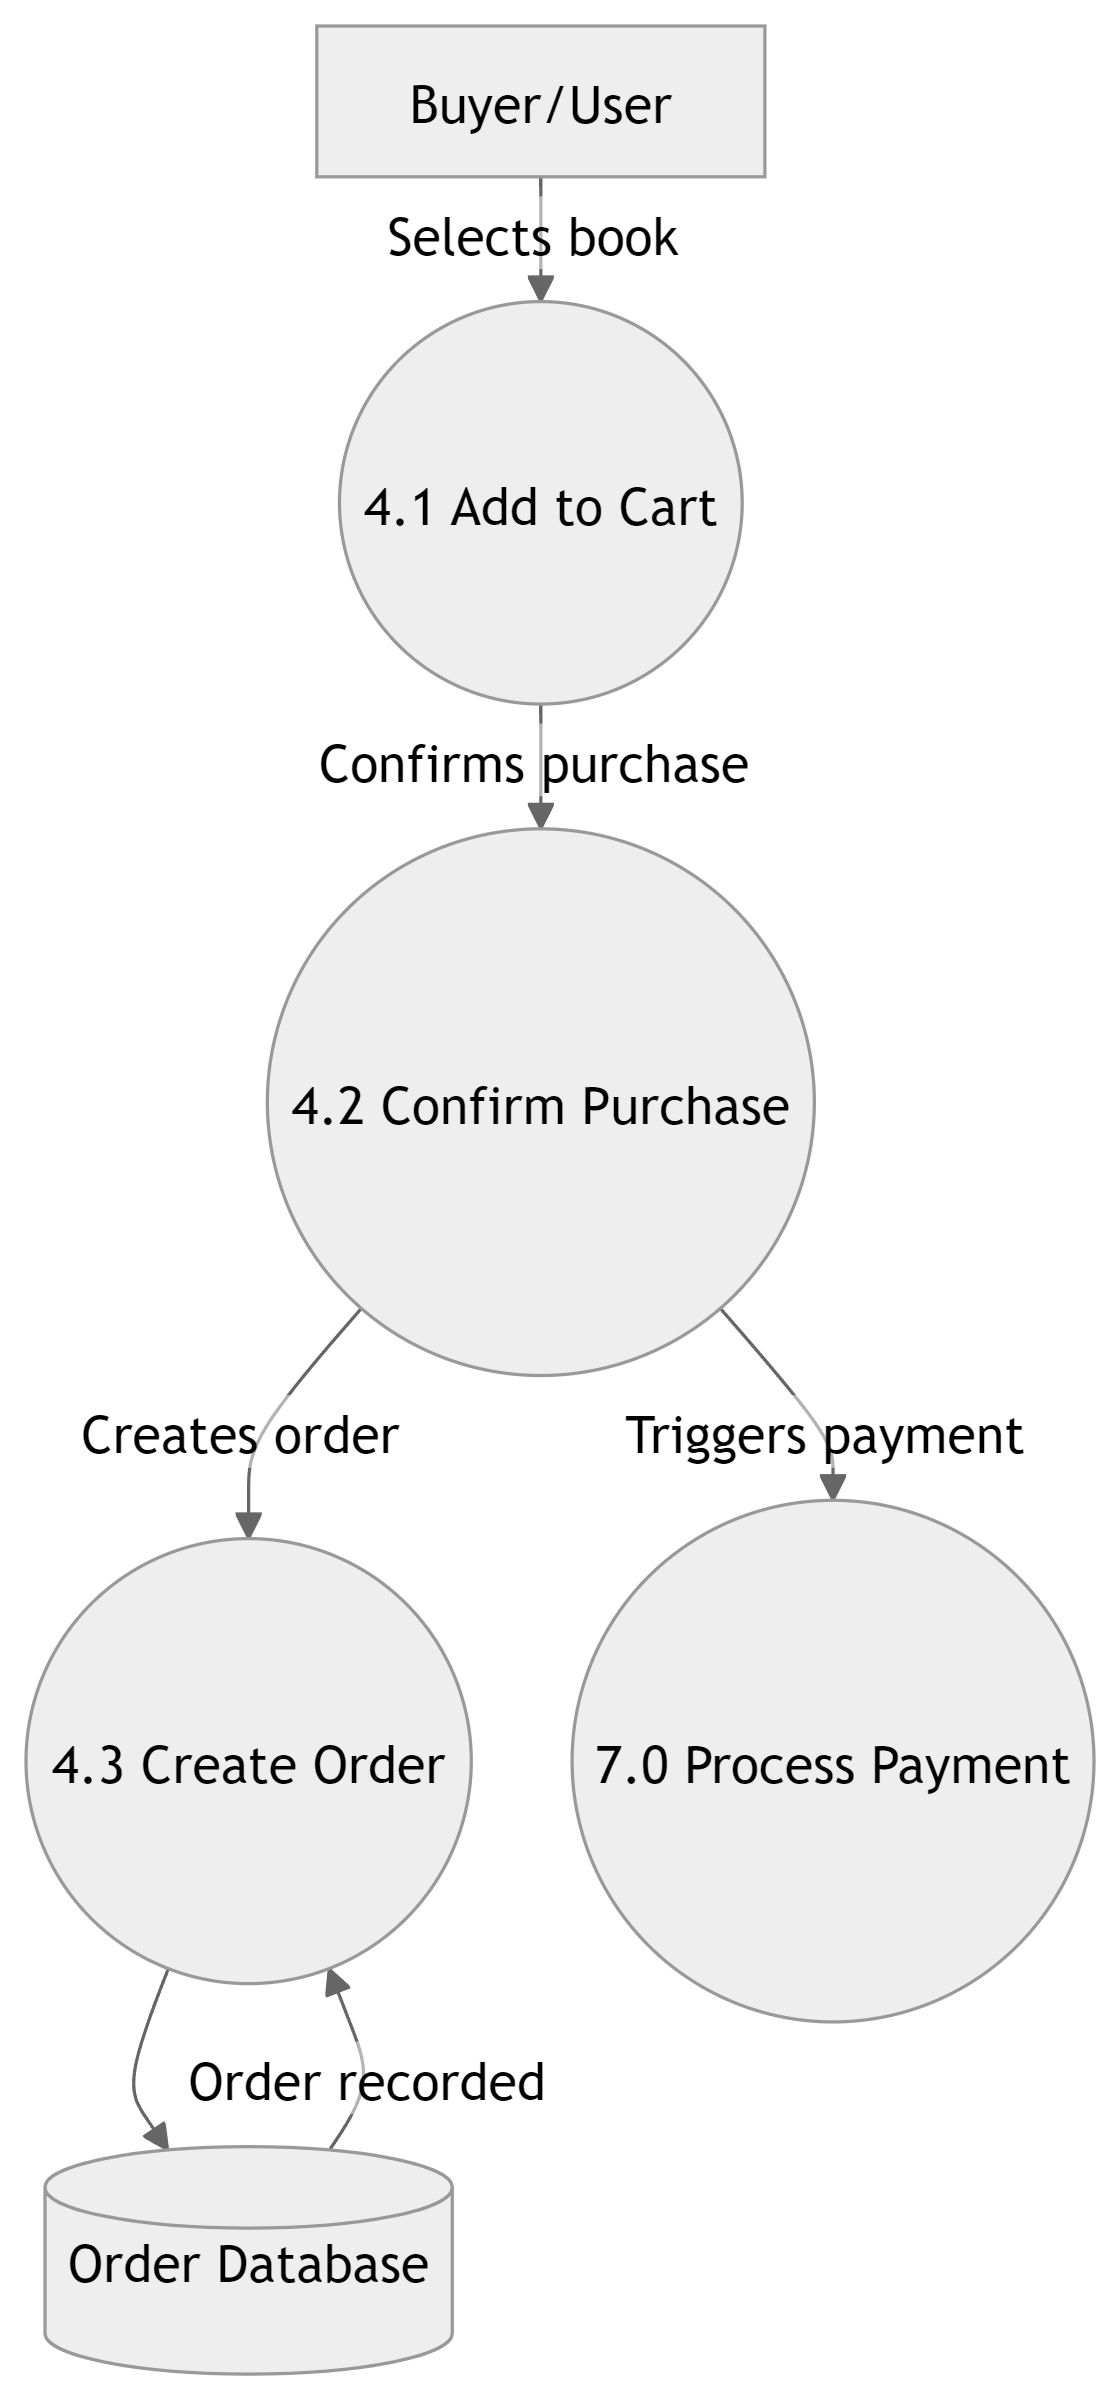 Buyer/User
Selects book
4.1 Add to Cart
Confirms purchase
4.2 Confirm Purchase
Creates order
Triggers payment
4.3 Create Order
7.0 Process Payment
Order recorded
Order Database